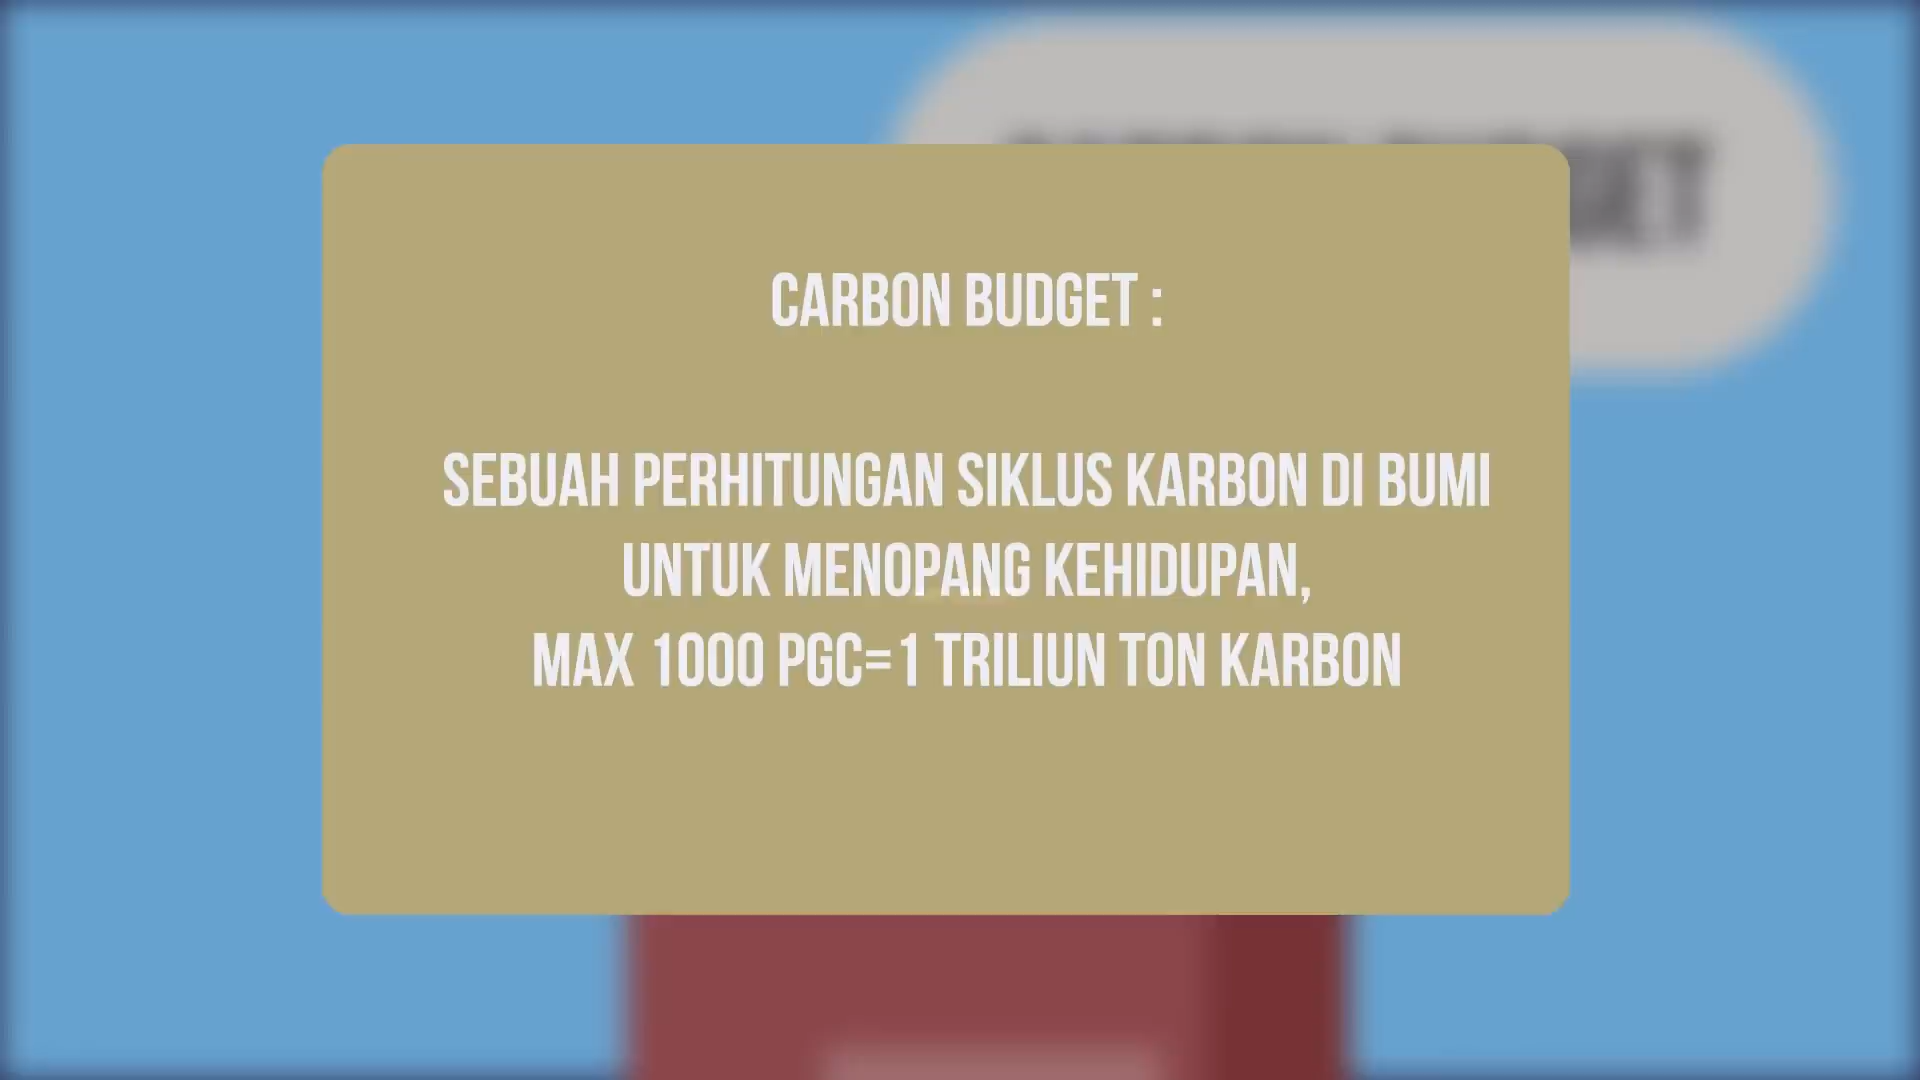 CARBON BUDGET :
SEBUAH PERHITUNGAN SIKLUS KARBON DI BUMI
UNTUK MENOPANG KEHIDUPAN,
MAX 1000 PGC=1 TRILIUN TON KARBON